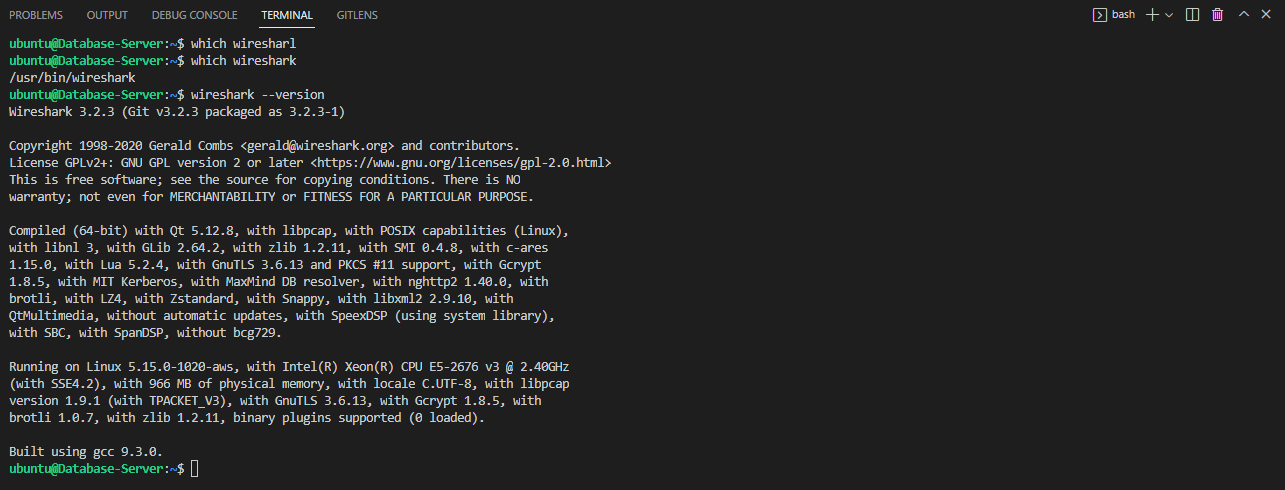 PROBLEMS OUTPUT DEBUG CONSOLE TERMINAL GITLENS bash
ubuntu@Database-Server:~$ which wiresharl
ubuntu@Database-Server:~$ which wireshark
/usr/bin/wireshark
ubuntu@Database-Server:~$ wireshark --version
Wireshark 3.2.3 (Git v3.2.3 packaged as 3.2.3-1)
Copyright 1998-2020 Gerald Combs <gerald@wireshark.org> and contributors.
License GPLv2+: GNU GPL version 2 or later <https://www.gnu.org/licenses/gpl-2.0.html>
This is free software; see the source for copying conditions. There is NO
warranty; not even for MERCHANTABILITY or FITNESS FOR A PARTICULAR PURPOSE.
Compiled (64-bit) with Qt 5.12.8, with libpcap, with POSIX capabilities (Linux),
with libnl 3, with GLib 2.64.2, with zlib 1.2.11, with SMI 0.4.8, with c-ares
1.15.0, with Lua 5.2.4, with GnuTLS 3.6.13 and PKCS #11 support, with Gcrypt
1.8.5, with MIT Kerberos, with MaxMind DB resolver, with nghttp2 1.40.0, with
brotli, with LZ4, with Zstandard, with Snappy, with libxml2 2.9.10, with
QtMultimedia, without automatic updates, with SpeexDSP (using system library),
with SBC, with SpanDSP, without bcg729.
Running on Linux 5.15.0-1020-aws, with Intel(R) Xeon(R) CPU E5-2676 v3 @ 2.40GHz
(with SSE4.2), with 966 MB of physical memory, with locale C.UTF-8, with libpcap
version 1.9.1 (with TPACKET_V3), with GnuTLS 3.6.13, with Gcrypt 1.8.5, with
brotli 1.0.7, with zlib 1.2.11, binary plugins supported (0 loaded).
Built using gcc 9.3.0.
ubuntu@Database-Server:~$